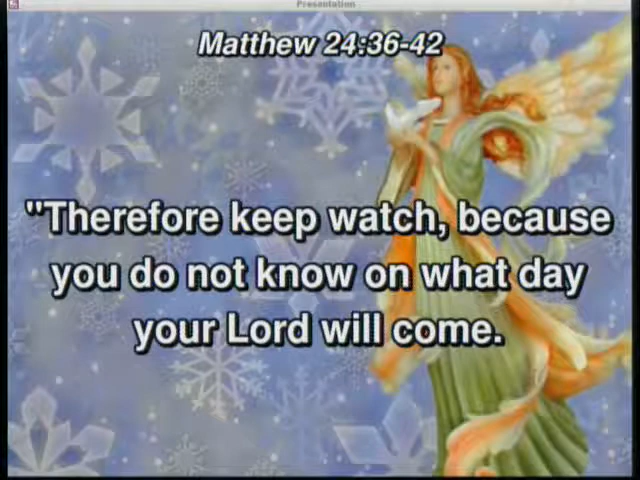 Presentation
Matthew 24:36-42
"Therefore keep watch, because
you do not know on what day
your Lord will come.